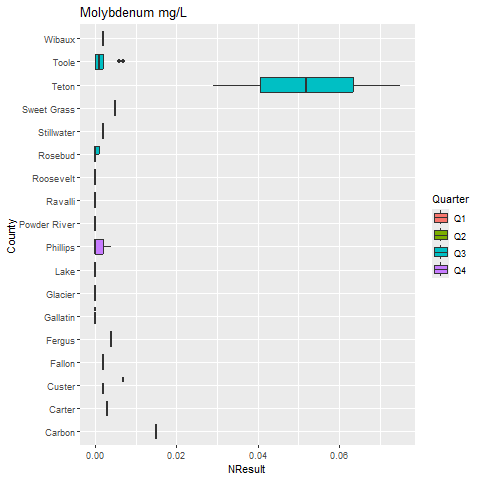 Molybdenum mg/L
Wibaux
Toole
Teton
Sweet Grass
Stillwater
Rosebud
Roosevelt
Ravalli
Powder River
Phillips
Lake
Glacier
Gallatin
Fergus
Fallon
Custer
Carter
Carbon
County
0.00 0.02 0.04 0.06
NResult
Quarter
Q1
Q2
Q3
Q4